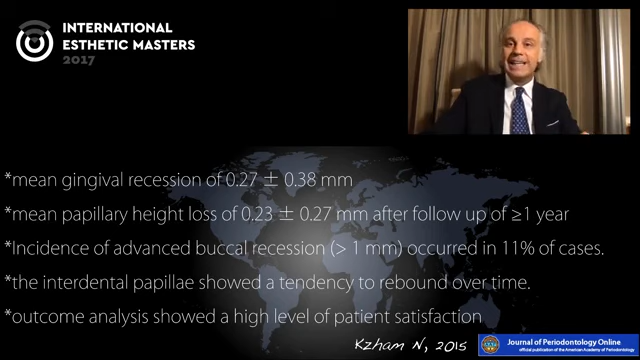 INTERNATIONAL
ESTHETIC MASTERS
2017
*mean gingival recession of 0.27 ± 0.38 mm
*mean papillary height loss of 0.23 ± 0.27 mm after follow up of ≥1 year
*Incidence of advanced buccal recession (> 1 mm) occurred in 11% of cases.
*the interdental papillae showed a tendency to rebound over time.
*outcome analysis showed a high level of patient satisfaction
Kzham N, 2015
Journal of Periodontology Online
official publication of the American Academy of Periodontology